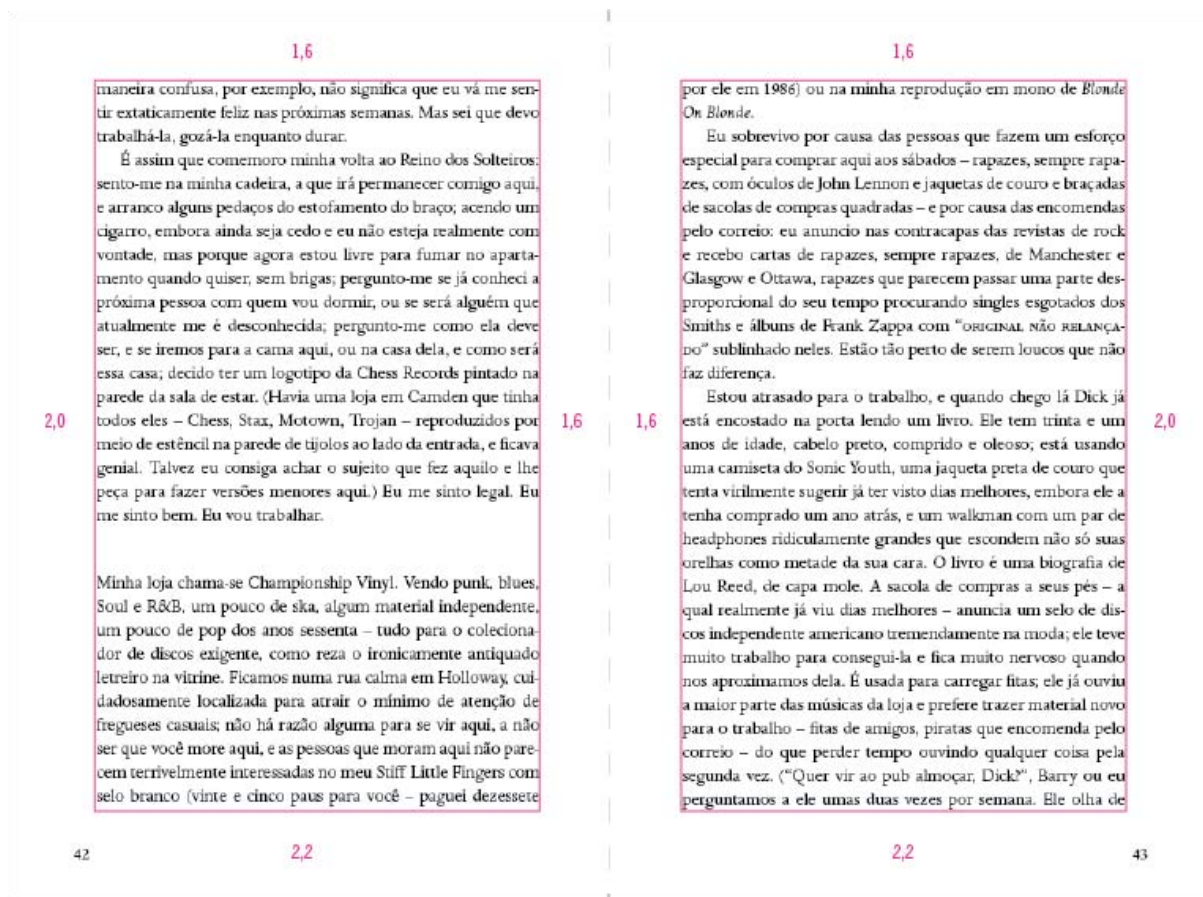 1,6
maneira confusa, por exemplo, não significa que eu vá me sen-
tir extaticamente feliz nas próximas semanas. Mas sei que devo
trabalhá-la, gozá-la enquanto durar.
É assim que comemoro minha volta ao Reino dos Solteiros:
sento-me na minha cadeira, a que irá permanecer comigo aqui,
e arranco alguns pedaços do estofamento do braço; acendo um
cigarro, embora ainda seja cedo e eu não esteja realmente com
vontade, mas porque agora estou livre para fumar no aparta-
mento quando quiser, sem brigas; pergunto-me se já conheci a
próxima pessoa com quem vou dormir, ou se será alguém que
atualmente me é desconhecida; pergunto-me como ela deve
ser, e se iremos para a cama aqui, ou na casa dela, e como será
essa casa; decido ter um logotipo da Chess Records pintado na
parede da sala de estar. (Havia uma loja em Camden que tinha
todos eles – Chess, Stax, Motown, Trojan – reproduzidos por
meio de estêncil na parede de tijolos ao lado da entrada, e ficava
genial. Talvez eu consiga achar o sujeito que fez aquilo e lhe
peça para fazer versões menores aqui.) Eu me sinto legal. Eu
me sinto bem. Eu vou trabalhar.
Minha loja chama-se Championship Vinyl. Vendo punk, blues,
Soul e R&B, um pouco de ska, algum material independente,
um pouco de pop dos anos sessenta – tudo para o coleciona-
dor de discos exigente, como reza o ironicamente antiquado
letreiro na vitrine. Ficamos numa rua calma em Holloway, cui-
dadosamente localizada para atrair o mínimo de atenção de
fregueses casuais; não há razão alguma para se vir aqui, a não
ser que você more aqui, e as pessoas que moram aqui não pare-
cem terrivelmente interessadas no meu Stiff Little Fingers com
selo branco (vinte e cinco paus para você – paguei dezessete
2,0
1,6
42
2,2
1,6
por ele em 1986) ou na minha reprodução em mono de Blonde
On Blonde.
Eu sobrevivo por causa das pessoas que fazem um esforço
especial para comprar aqui aos sábados – rapazes, sempre rapa-
zes, com óculos de John Lennon e jaquetas de couro e braçadas
de sacolas de compras quadradas – e por causa das encomendas
pelo correio: eu anuncio nas contracapas das revistas de rock
e recebo cartas de rapazes, sempre rapazes, de Manchester e
Glasgow e Ottawa, rapazes que parecem passar uma parte des-
proporcional do seu tempo procurando singles esgotados dos
Smiths e álbuns de Frank Zappa com “ORIGINAL NÃO RELANÇA-
DO” sublinhado neles. Estão tão perto de serem loucos que não
faz diferença.
Estou atrasado para o trabalho, e quando chego lá Dick já
está encostado na porta lendo um livro. Ele tem trinta e um
anos de idade, cabelo preto, comprido e oleoso; está usando
uma camiseta do Sonic Youth, uma jaqueta preta de couro que
tenta virilmente sugerir já ter visto dias melhores, embora ele a
tenha comprado um ano atrás, e um walkman com um par de
headphones ridiculamente grandes que escondem não só suas
orelhas como metade da sua cara. O livro é uma biografia de
Lou Reed, de capa mole. A sacola de compras a seus pés – a
qual realmente já viu dias melhores – anuncia um selo de dis-
cos independente americano tremendamente na moda; ele teve
muito trabalho para consegui-la e fica muito nervoso quando
nos aproximamos dela. É usada para carregar fitas; ele já ouviu
a maior parte das músicas da loja e prefere trazer material novo
para o trabalho – fitas de amigos, piratas que encomenda pelo
correio – do que perder tempo ouvindo qualquer coisa pela
segunda vez. (“Quer vir ao pub almoçar, Dick?”, Barry ou eu
perguntamos a ele umas duas vezes por semana. Ele olha de
1,6
2,0
2,2
43